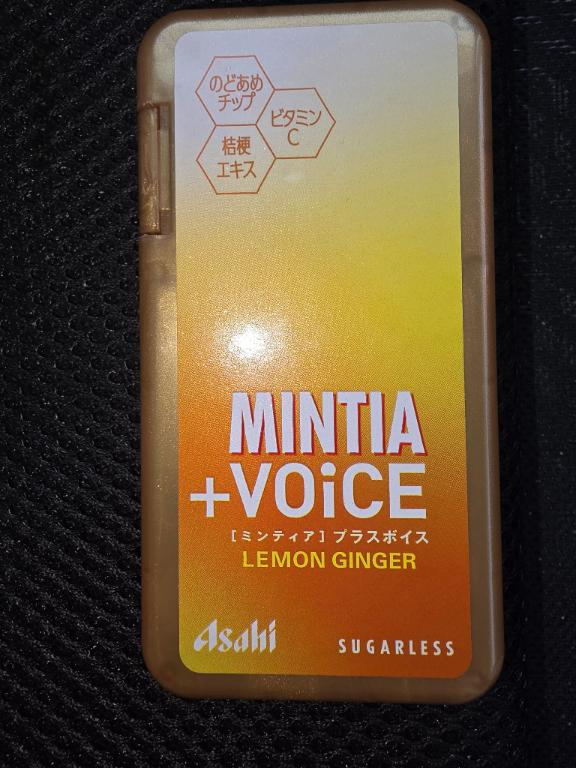 のどあめ
チップ
ビタミン
C
桔梗
エキス
MINTIA
+VOiCE
[ミンティア] プラスボイス
LEMON GINGER
Asahi
SUGARLESS